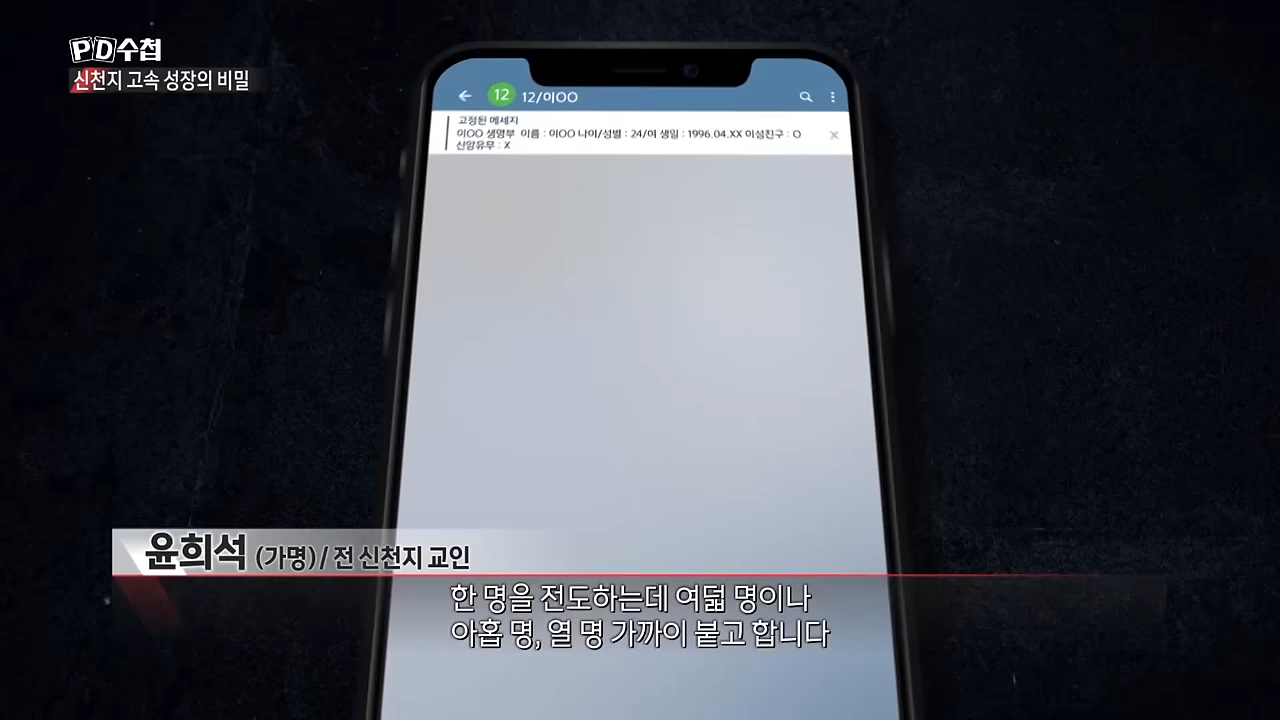 PD수첩
신천지 고속 성장의 비밀
12 12/이OO
고정된 메세지
이OO 생명부 이름 : 이OO 나이/성별 : 24/여 생일 : 1996.04.XX 이성친구 : O
신앙유무 : X
윤희석 (가명) / 전 신천지 교인
한 명을 전도하는데 여덟 명이나
아홉 명, 열 명 가까이 붙고 합니다